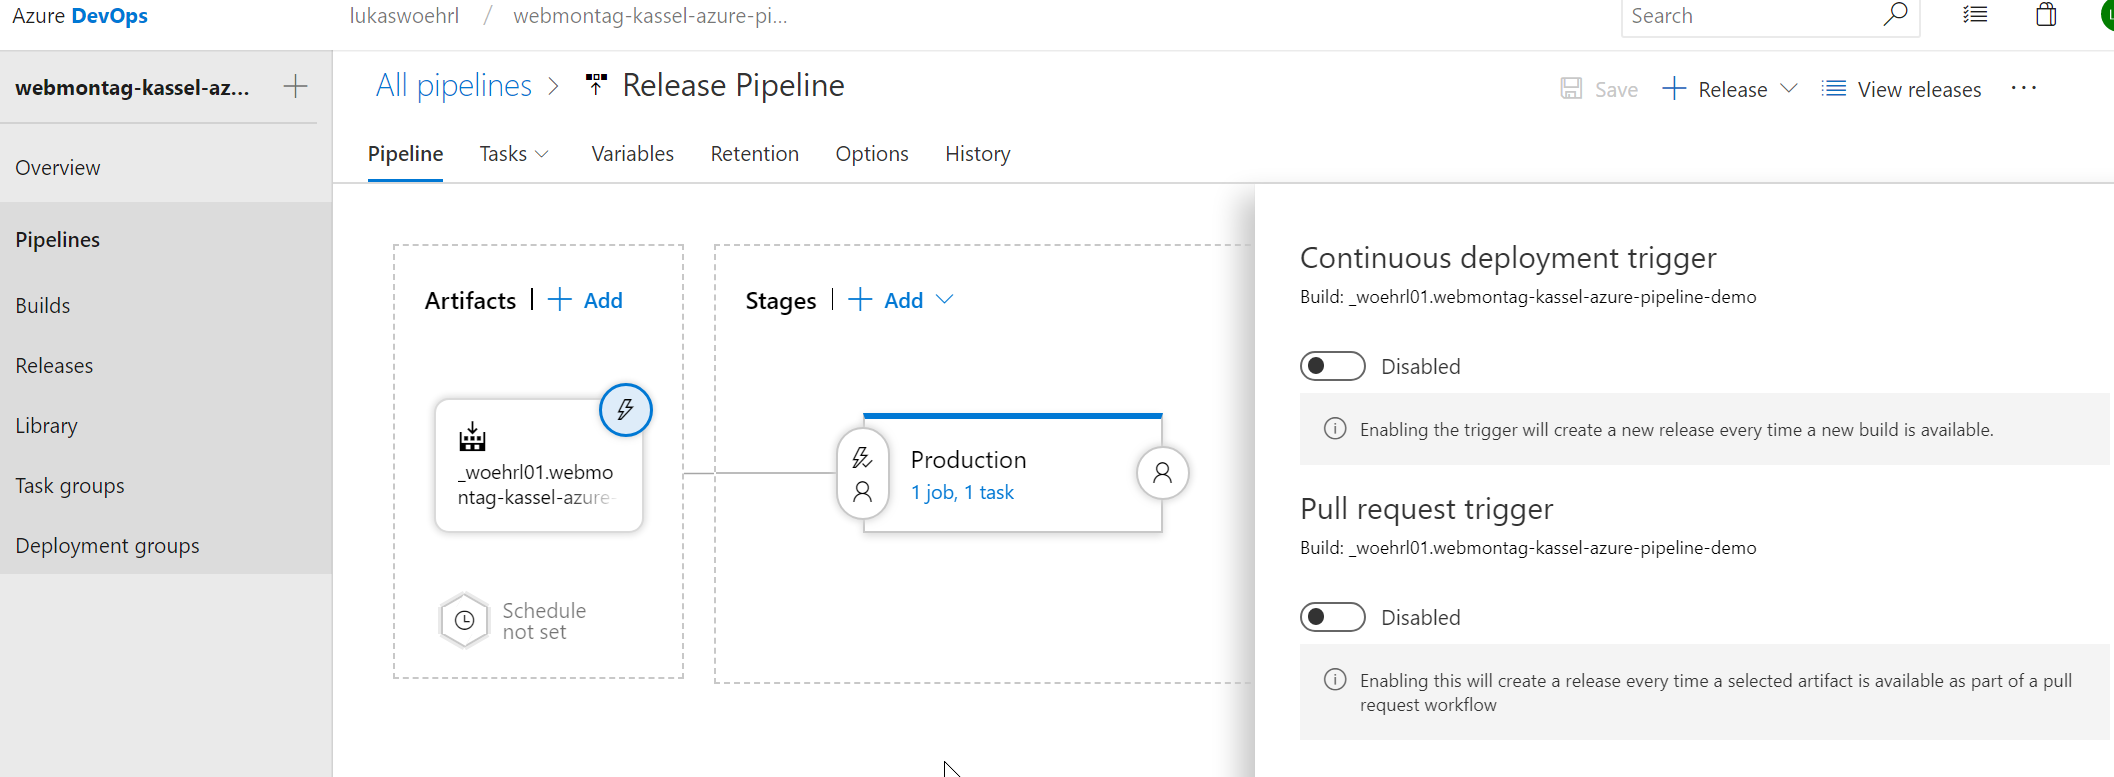 Azure DevOps
lukaswoehrl / webmontag-kassel-azure-pi...
Search
webmontag-kassel-az...
Overview
Pipelines
Builds
Releases
Library
Task groups
Deployment groups
All pipelines > Release Pipeline
Save
Release
View releases
Pipeline Tasks Variables Retention Options History
Artifacts | + Add
_woehrl01.webmo
ntag-kassel-azure-
Schedule
not set
Stages | + Add
Production
1 job, 1 task
Continuous deployment trigger
Build: _woehrl01.webmontag-kassel-azure-pipeline-demo
Disabled
Enabling the trigger will create a new release every time a new build is available.
Pull request trigger
Build: _woehrl01.webmontag-kassel-azure-pipeline-demo
Disabled
Enabling this will create a release every time a selected artifact is available as part of a pull
request workflow